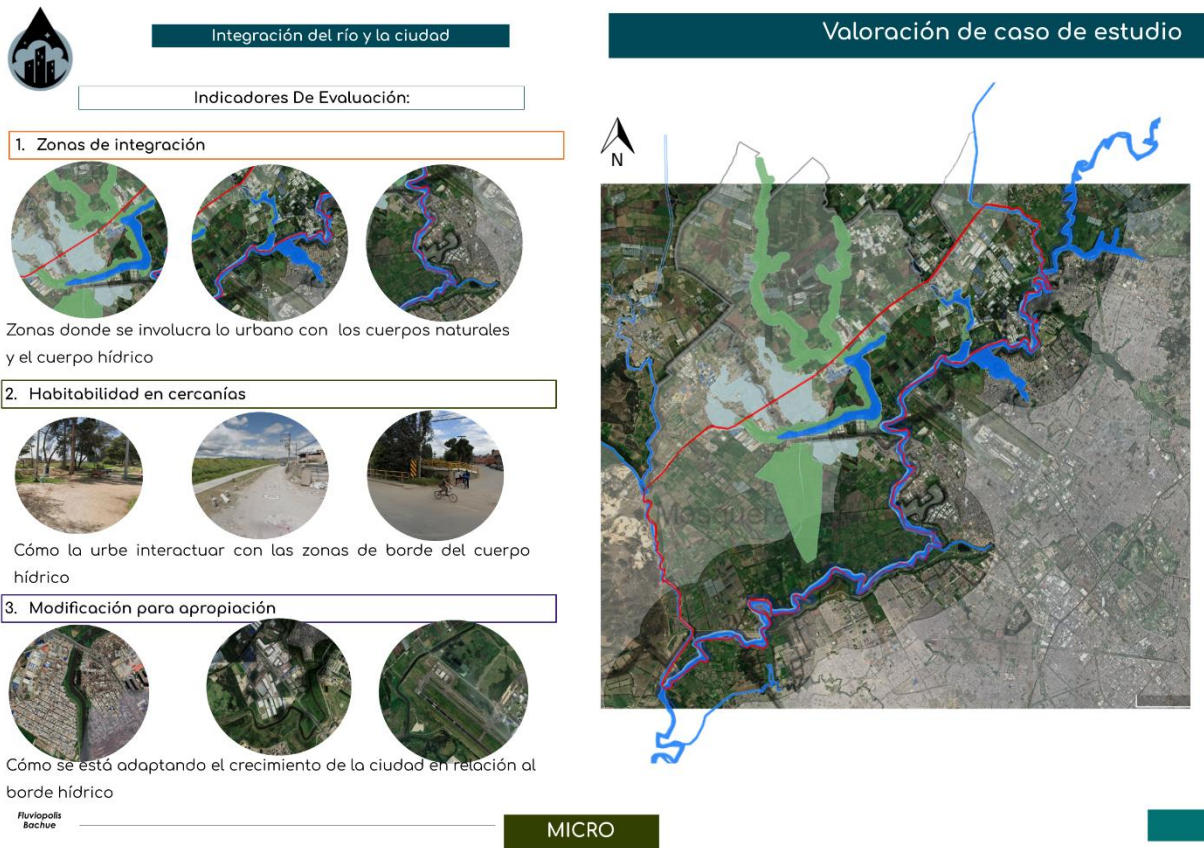 Integración del río y la ciudad
Indicadores De Evaluación:
1. Zonas de integración
Zonas donde se involucra lo urbano con los cuerpos naturales
y el cuerpo hídrico
2. Habitabilidad en cercanías
Cómo la urbe interactuar con las zonas de borde del cuerpo
hídrico
3. Modificación para apropiación
Cómo se está adaptando el crecimiento de la ciudad en relación al
borde hídrico
Fluviopolis
Bachue
MICRO
Valoración de caso de estudio
N
Mosquera